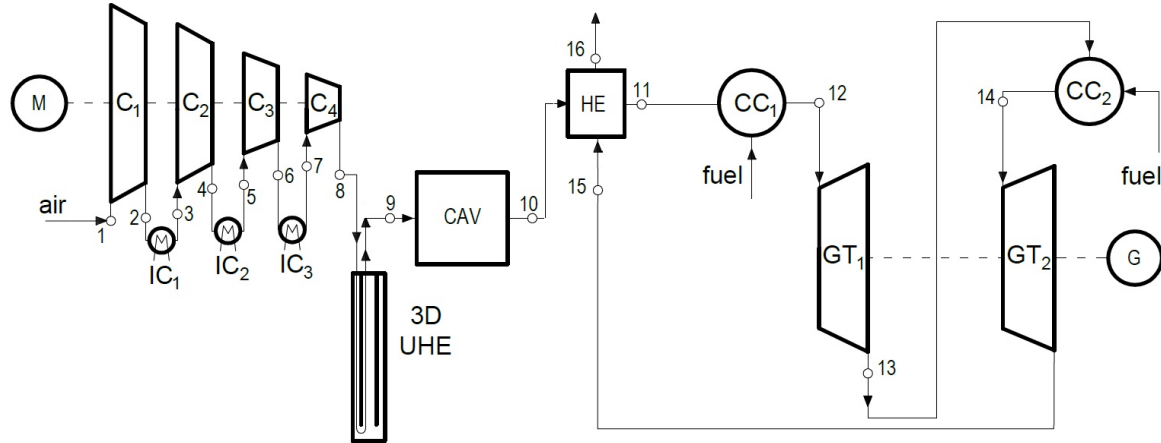 M
C₁
C₂
C₃
C₄
air
1
2
3
4
5
6
7
8
IC₁
IC₂
IC₃
3D
UHE
9
CAV
10
16
HE
11
15
CC₁
fuel
12
GT₁
13
14
CC₂
fuel
GT₂
G